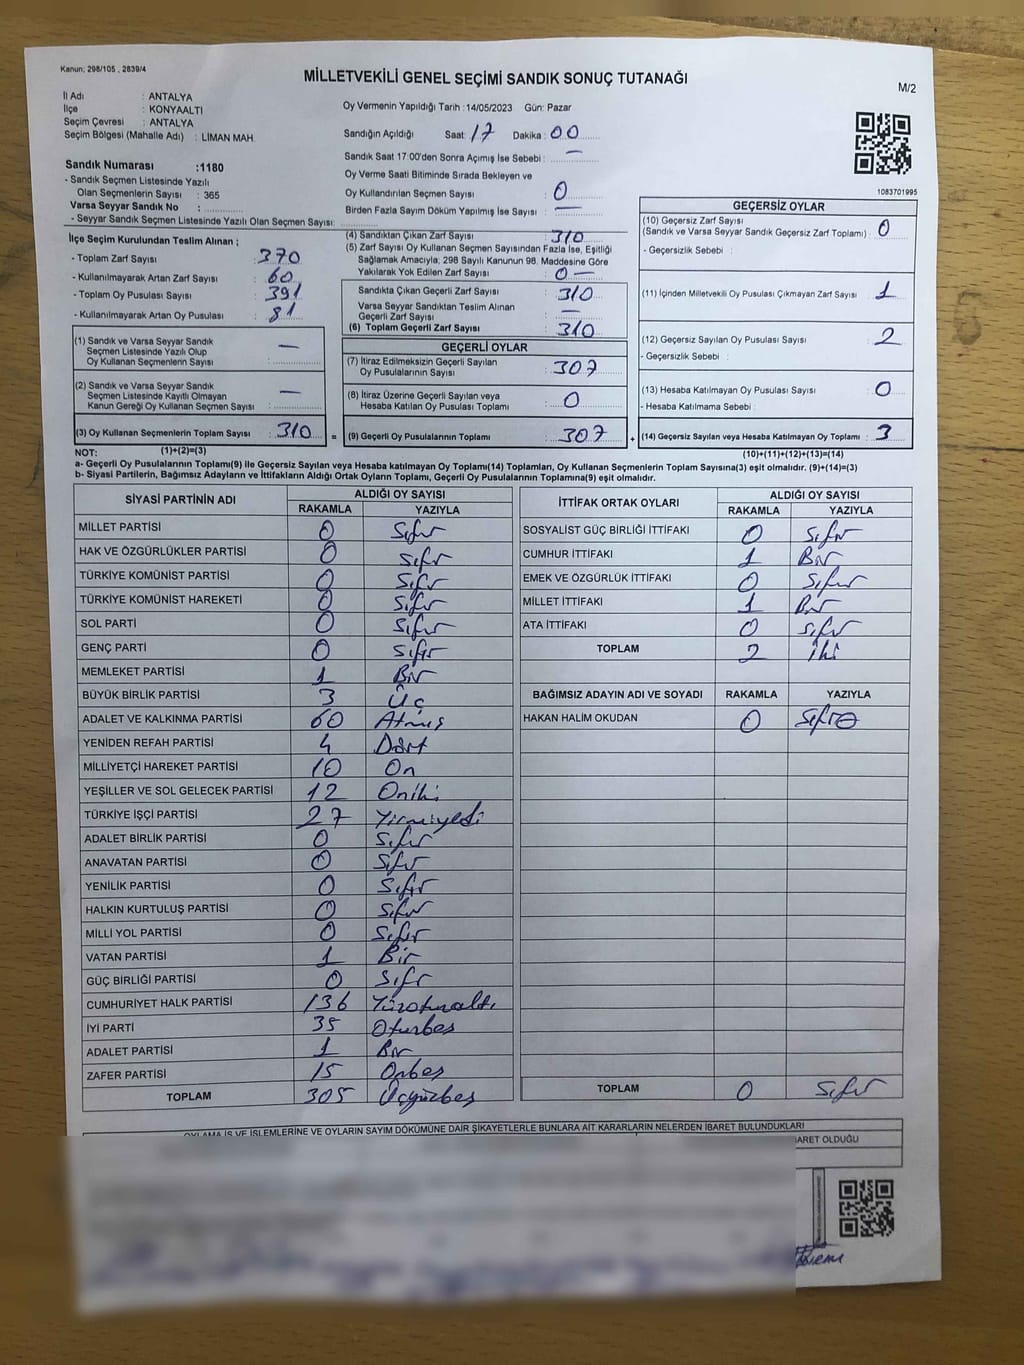 Kanun; 298/105 , 2839/4
MİLLETVEKİLİ GENEL SEÇİMİ SANDIK SONUÇ TUTANAĞI
M/2
İl Adı : ANTALYA
İlçe : KONYAALTI
Seçim Çevresi : ANTALYA
Seçim Bölgesi (Mahalle Adı) : LİMAN MAH.
Oy Vermenin Yapıldığı Tarih :14/05/2023 Gün: Pazar
Sandığın Açıldığı Saat: 17 Dakika: 00
Sandık Saat 17:00'den Sonra Açımış İse Sebebi : —
Oy Verme Saati Bitiminde Sırada Bekleyen ve
Oy Kullandırılan Seçmen Sayısı : 0
Birden Fazla Sayım Döküm Yapılmış İse Sayısı : —
Sandık Numarası :1180
- Sandık Seçmen Listesinde Yazılı
Olan Seçmenlerin Sayısı : 365
Varsa Seyyar Sandık No :
- Seyyar Sandık Seçmen Listesinde Yazılı Olan Seçmen Sayısı:
1083701995
İlçe Seçim Kurulundan Teslim Alınan ;
- Toplam Zarf Sayısı : 370
- Kullanılmayarak Artan Zarf Sayısı : 60
- Toplam Oy Pusulası Sayısı : 391
- Kullanılmayarak Artan Oy Pusulası : 81
(1) Sandık ve Varsa Seyyar Sandık
Seçmen Listesinde Yazılı Olup
Oy Kullanan Seçmenlerin Sayısı : —
(2) Sandık ve Varsa Seyyar Sandık
Seçmen Listesinde Kayıtlı Olmayan
Kanun Gereği Oy Kullanan Seçmen Sayısı : —
(3) Oy Kullanan Seçmenlerin Toplam Sayısı : 310 =
(4) Sandıktan Çıkan Zarf Sayısı : 310
(5) Zarf Sayısı Oy Kullanan Seçmen Sayısından Fazla İse, Eşitliği
Sağlamak Amacıyla; 298 Sayılı Kanunun 98. Maddesine Göre
Yakılarak Yok Edilen Zarf Sayısı : 0 —
Sandıkta Çıkan Geçerli Zarf Sayısı : 310
Varsa Seyyar Sandıktan Teslim Alınan
Geçerli Zarf Sayısı : —
(6) Toplam Geçerli Zarf Sayısı : 310
GEÇERLİ OYLAR
(7) İtiraz Edilmeksizin Geçerli Sayılan
Oy Pusulalarının Sayısı : 307
(8) İtiraz Üzerine Geçerli Sayılan veya
Hesaba Katılan Oy Pusulası Toplamı : 0
(9) Geçerli Oy Pusulalarının Toplamı : 307 +
GEÇERSİZ OYLAR
(10) Geçersiz Zarf Sayısı
(Sandık ve Varsa Seyyar Sandık Geçersiz Zarf Toplamı) : 0
- Geçersizlik Sebebi :
(11) İçinden Milletvekili Oy Pusulası Çıkmayan Zarf Sayısı : 1
(12) Geçersiz Sayılan Oy Pusulası Sayısı : 2
- Geçersizlik Sebebi :
(13) Hesaba Katılmayan Oy Pusulası Sayısı : 0
- Hesaba Katılmama Sebebi :
(14) Geçersiz Sayılan veya Hesaba Katılmayan Oy Toplamı : 3
NOT: (1)+(2)=(3) (10)+(11)+(12)+(13)=(14)
a- Geçerli Oy Pusulalarının Toplamı(9) ile Geçersiz Sayılan veya Hesaba katılmayan Oy Toplamı(14) Toplamları, Oy Kullanan Seçmenlerin Toplam Sayısına(3) eşit olmalıdır. (9)+(14)=(3)
b- Siyasi Partilerin, Bağımsız Adayların ve İttifakların Aldığı Ortak Oyların Toplamı, Geçerli Oy Pusulalarının Toplamına(9) eşit olmalıdır.
SİYASİ PARTİNİN ADI ALDIĞI OY SAYISI
RAKAMLA YAZIYLA
MİLLET PARTİSİ 0 Sıfır
HAK VE ÖZGÜRLÜKLER PARTİSİ 0 Sıfır
TÜRKİYE KOMÜNİST PARTİSİ 0 Sıfır
TÜRKİYE KOMÜNİST HAREKETİ 0 Sıfır
SOL PARTİ 0 Sıfır
GENÇ PARTİ 0 Sıfır
MEMLEKET PARTİSİ 1 Bir
BÜYÜK BİRLİK PARTİSİ 3 Üç
ADALET VE KALKINMA PARTİSİ 60 Atmış
YENİDEN REFAH PARTİSİ 4 Dört
MİLLİYETÇİ HAREKET PARTİSİ 10 On
YEŞİLLER VE SOL GELECEK PARTİSİ 12 Oniki
TÜRKİYE İŞÇİ PARTİSİ 27 Yirmiyedi
ADALET BİRLİK PARTİSİ 0 Sıfır
ANAVATAN PARTİSİ 0 Sıfır
YENİLİK PARTİSİ 0 Sıfır
HALKIN KURTULUŞ PARTİSİ 0 Sıfır
MİLLİ YOL PARTİSİ 0 Sıfır
VATAN PARTİSİ 1 Bir
GÜÇ BİRLİĞİ PARTİSİ 0 Sıfr
CUMHURİYET HALK PARTİSİ 136 Yüzoturaltı
İYİ PARTİ 35 Oturbeş
ADALET PARTİSİ 1 Bir
ZAFER PARTİSİ 15 Onbeş
TOPLAM 305 Üçyüzbeş
İTTİFAK ORTAK OYLARI ALDIĞI OY SAYISI
RAKAMLA YAZIYLA
SOSYALİST GÜÇ BİRLİĞİ İTTİFAKI 0 Sıfır
CUMHUR İTTİFAKI 1 Bir
EMEK VE ÖZGÜRLÜK İTTİFAKI 0 Sıfır
MİLLET İTTİFAKI 1 Bir
ATA İTTİFAKI 0 Sıfır
TOPLAM 2 İki
BAĞIMSIZ ADAYIN ADI VE SOYADI RAKAMLA YAZIYLA
HAKAN HALİM OKUDAN 0 Sıfır
TOPLAM 0 Sıfır
OYLAMA İŞ VE İŞLEMLERİNE VE OYLARIN SAYIM DÖKÜMÜNE DAİR ŞİKAYETLERLE BUNLARA AİT KARARLARIN NELERDEN İBARET BULUNDUKLARI
BARET OLDUĞU